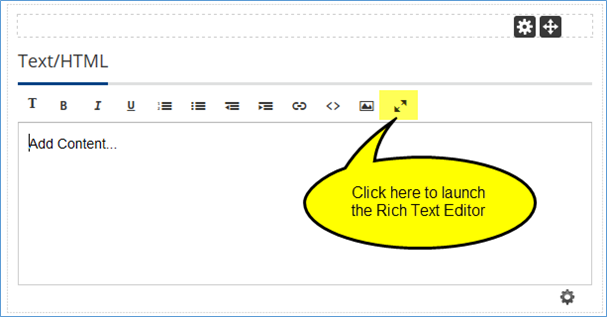 Text/HTML
T B I U <>
Add Content...
Click here to launch
the Rich Text Editor